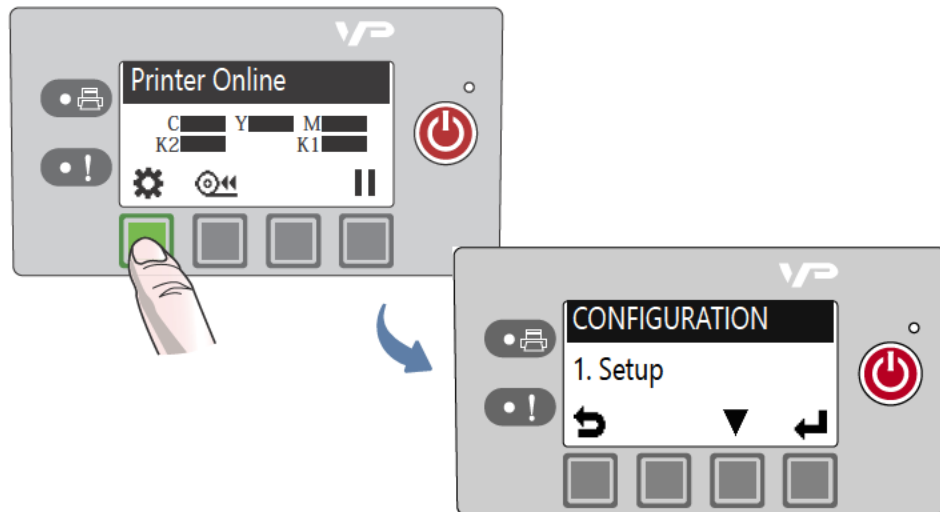 VP
Printer Online
C Y M
K2 K1
!
VP
CONFIGURATION
1. Setup
!